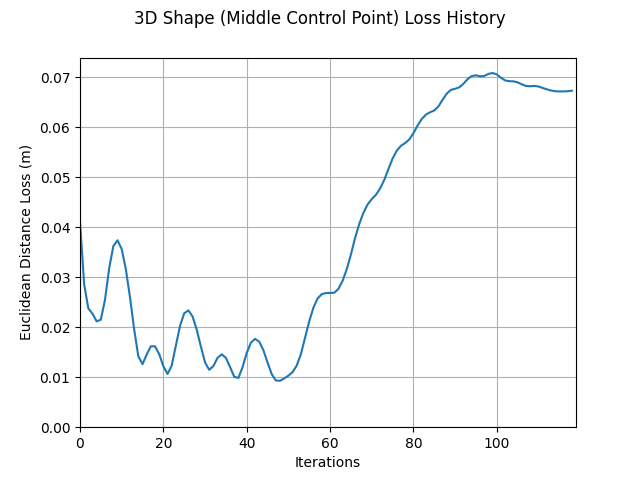 3D Shape (Middle Control Point) Loss History
0.07
0.06
0.05
0.04
0.03
0.02
0.01
0.00
Euclidean Distance Loss (m)
0 20 40 60 80 100
Iterations